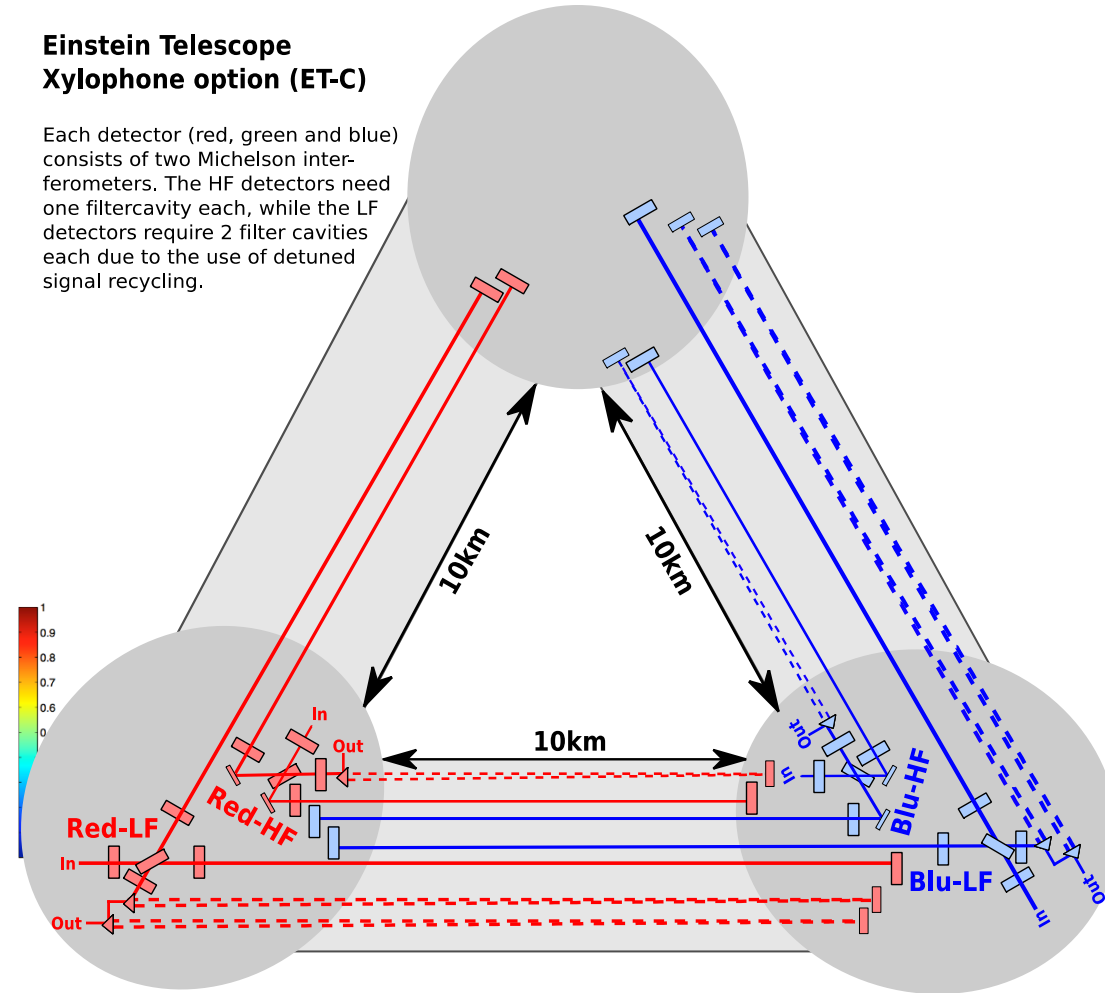 Einstein Telescope
Xylophone option (ET-C)
Each detector (red, green and blue)
consists of two Michelson inter-
ferometers. The HF detectors need
one filtercavity each, while the LF
detectors require 2 filter cavities
each due to the use of detuned
signal recycling.
10km
10km
1
0.9
0.8
0.7
0.6
In
Out
10km
Out
In
Red-HF
Blu-HF
Red-LF
In
Blu-LF
Out
Out
In